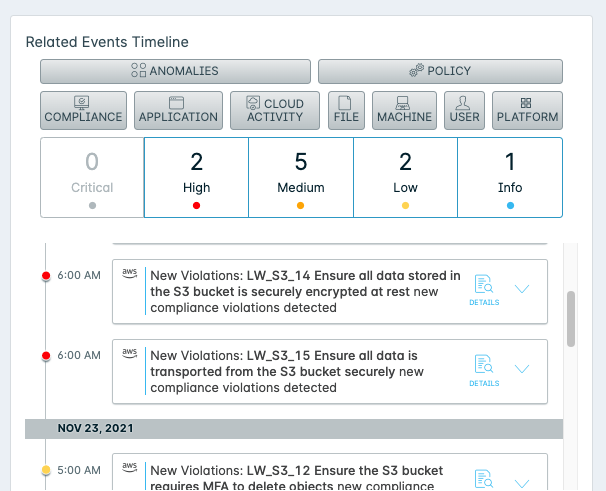 Related Events Timeline
ANOMALIES
POLICY
COMPLIANCE
APPLICATION
CLOUD
ACTIVITY
FILE
MACHINE
USER
PLATFORM
0
Critical
2
High
5
Medium
2
Low
1
Info
6:00 AM
aws
New Violations: LW_S3_14 Ensure all data stored in
the S3 bucket is securely encrypted at rest new
compliance violations detected
DETAILS
6:00 AM
aws
New Violations: LW_S3_15 Ensure all data is
transported from the S3 bucket securely new
compliance violations detected
DETAILS
NOV 23, 2021
5:00 AM
aws
New Violations: LW_S3_12 Ensure the S3 bucket
requires MFA to delete objects new compliance